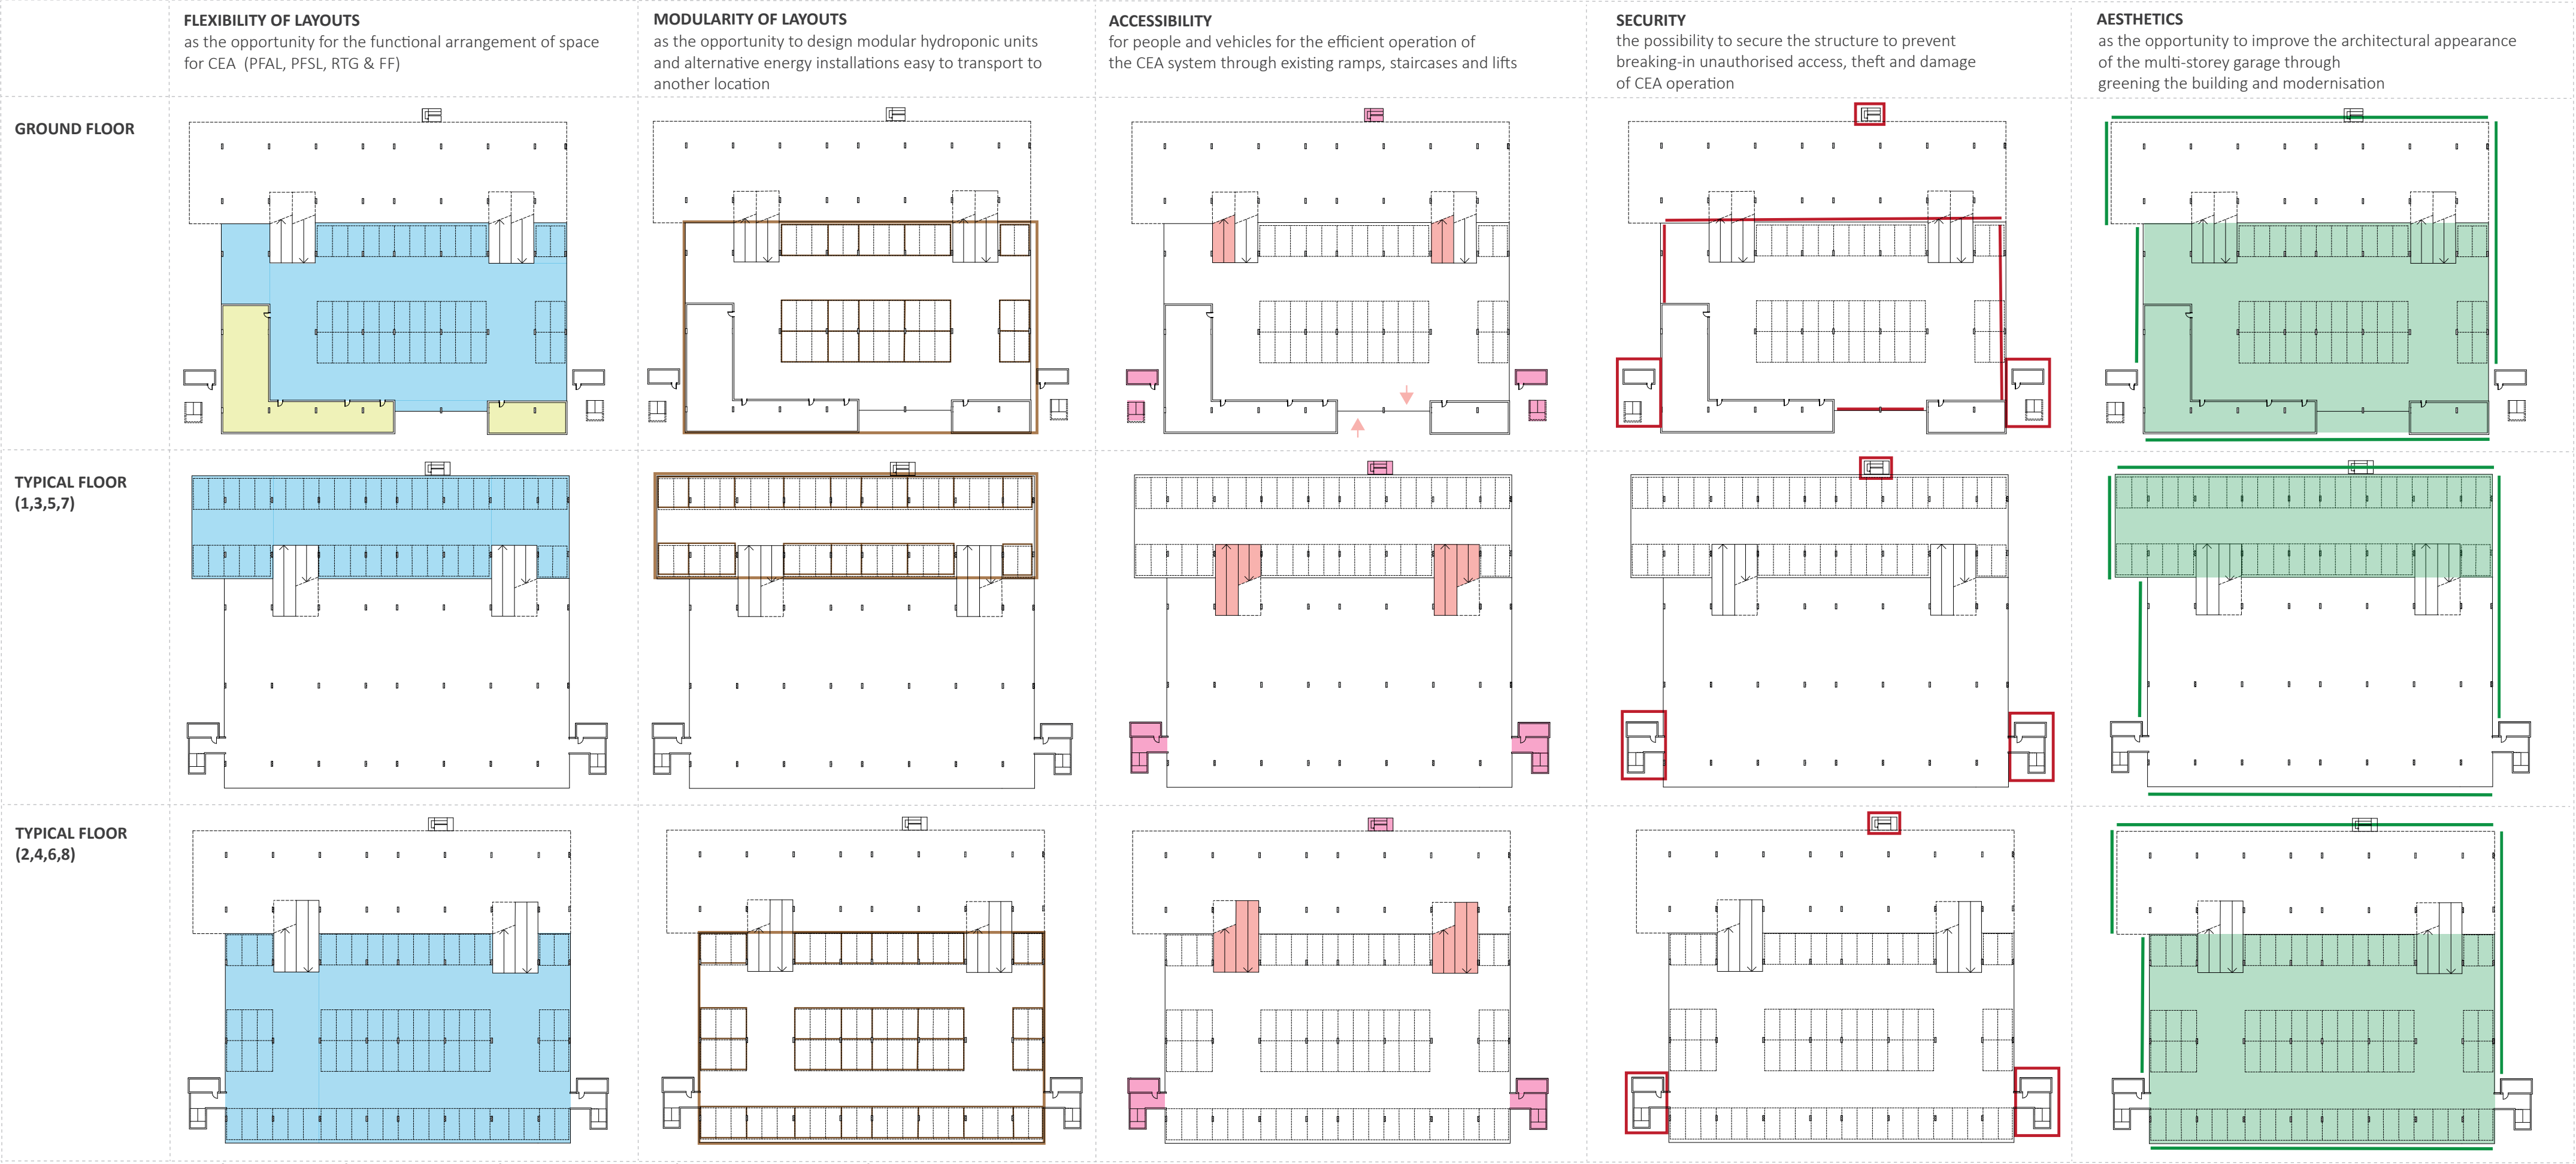 FLEXIBILITY OF LAYOUTS
as the opportunity for the functional arrangement of space
for CEA (PFAL, PFSL, RTG & FF)
MODULARITY OF LAYOUTS
as the opportunity to design modular hydroponic units
and alternative energy installations easy to transport to
another location
ACCESSIBILITY
for people and vehicles for the efficient operation of
the CEA system through existing ramps, staircases and lifts
SECURITY
the possibility to secure the structure to prevent
breaking-in unauthorised access, theft and damage
of CEA operation
AESTHETICS
as the opportunity to improve the architectural appearance
of the multi-storey garage through
greening the building and modernisation
GROUND FLOOR
TYPICAL FLOOR
(1,3,5,7)
TYPICAL FLOOR
(2,4,6,8)